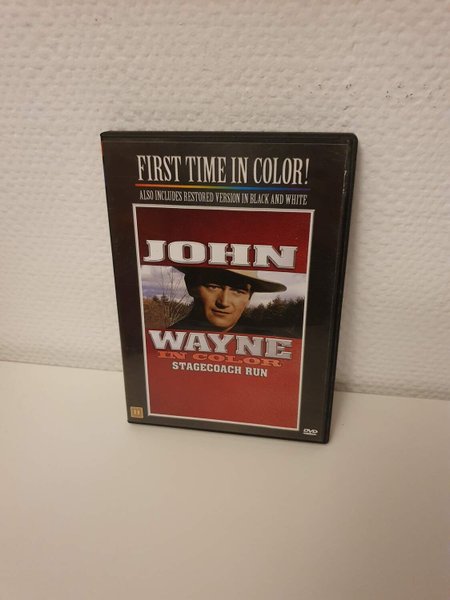 FIRST TIME IN COLOR!
ALSO INCLUDES RESTORED VERSION IN BLACK AND WHITE
JOHN
WAYNE
IN COLOR
STAGECOACH RUN
DVD